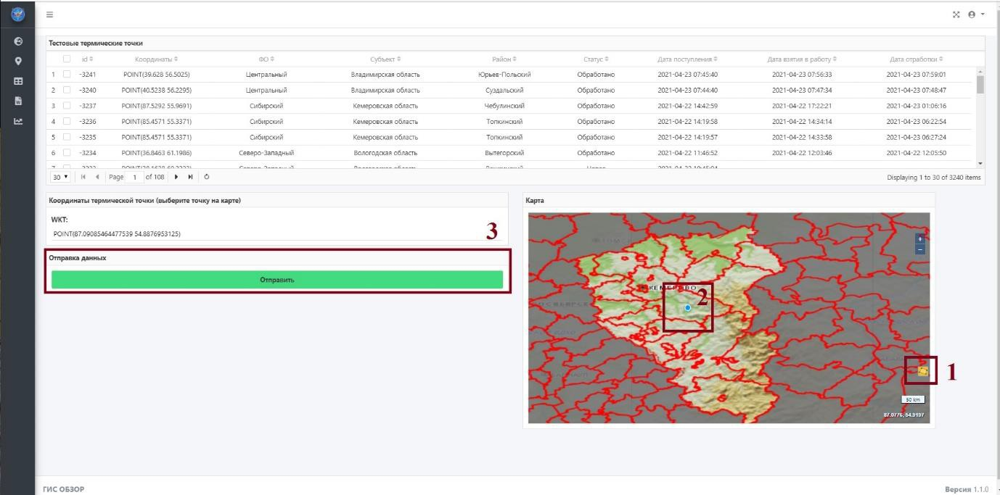 Тестовые термические точки
id Координаты ФО Субъект Район Статус Дата поступления Дата взятия в работу Дата отработки
1 -3241 POINT(39.628 56.5025) Центральный Владимирская область Юрьев-Польский Обработано 2021-04-23 07:45:40 2021-04-23 07:56:33 2021-04-23 07:59:01
2 -3240 POINT(40.5238 56.2295) Центральный Владимирская область Суздальский Обработано 2021-04-23 07:44:40 2021-04-23 07:47:34 2021-04-23 07:48:47
3 -3237 POINT(87.5292 55.9691) Сибирский Кемеровская область Чебулинский Обработано 2021-04-22 14:42:59 2021-04-22 17:22:21 2021-04-23 01:06:16
4 -3236 POINT(85.4571 55.3371) Сибирский Кемеровская область Топкинский Обработано 2021-04-22 14:19:58 2021-04-22 14:34:14 2021-04-23 06:22:54
5 -3235 POINT(85.4571 55.3371) Сибирский Кемеровская область Топкинский Обработано 2021-04-22 14:19:57 2021-04-22 14:33:58 2021-04-23 06:27:24
6 -3234 POINT(36.8463 61.1986) Северо-Западный Вологодская область Вытегорский Обработано 2021-04-22 11:46:52 2021-04-22 12:03:46 2021-04-22 12:05:50
30 Page 1 of 108 Displaying 1 to 30 of 3240 items
Координаты термической точки (выберите точку на карте)
WKT:
POINT(87.09085464477539 54.8876953125)
3
Отправка данных
Отправить
Карта
+
−
КЕМЕРОВО
2
1
50 km
87.0776, 54.9197
ГИС ОБЗОР
Версия 1.1.0